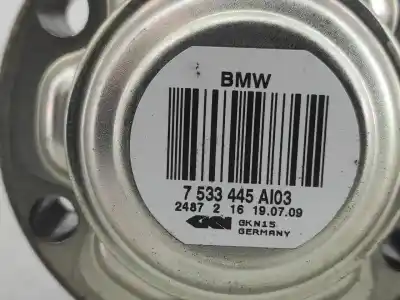 BMW
7 533 445 AI03
2487 2 16 19.07.09
GKN GKN15
GERMANY